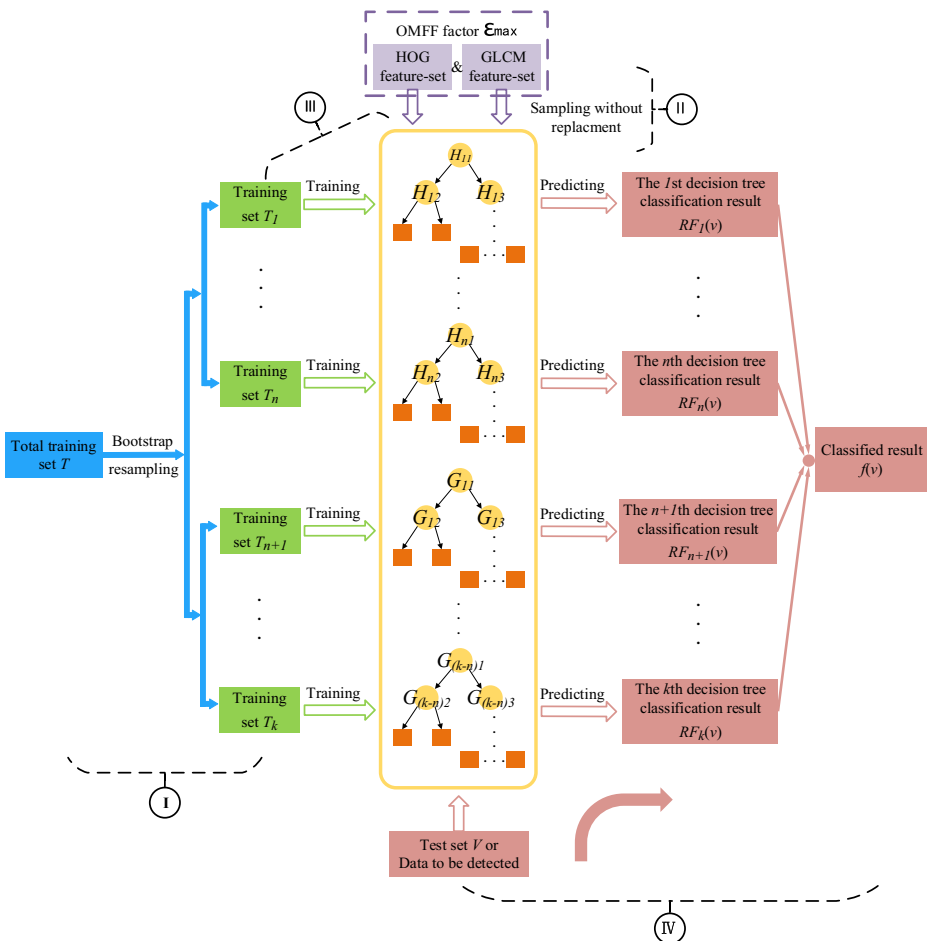 OMFF factor εmax
HOG
feature-set
&
GLCM
feature-set
Sampling without
replacment
II
III
Training
set T1
Training
H11
H12
H13
Predicting
The 1st decision tree
classification result
RF1(v)
Training
set Tn
Training
Hn1
Hn2
Hn3
Predicting
The nth decision tree
classification result
RFn(v)
Total training
set T
Bootstrap
resampling
Classified result
f(v)
Training
set Tn+1
Training
G11
G12
G13
Predicting
The n+1th decision tree
classification result
RFn+1(v)
Training
set Tk
Training
G(k-n)1
G(k-n)2
G(k-n)3
Predicting
The kth decision tree
classification result
RFk(v)
I
Test set V or
Data to be detected
IV